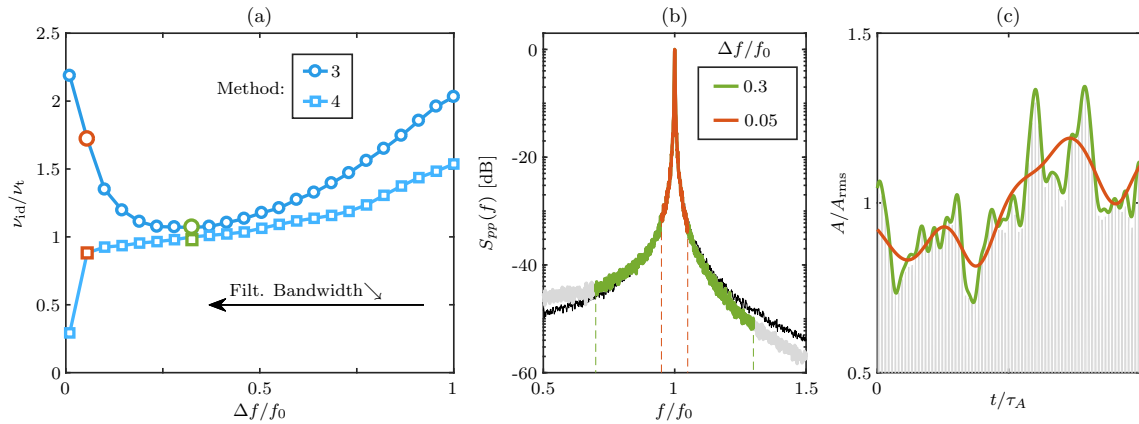 (a)
2.5
2
1.5
1
0.5
0
ν_id/ν_t
Method:
3
4
Filt. Bandwidth↘
0
0.5
1
Δf/f_0
(b)
0
-20
-40
-60
S_pp(f) [dB]
Δf/f_0
0.3
0.05
0.5
1
1.5
f/f_0
(c)
1.5
1
0.5
A/A_rms
0
t/τ_A